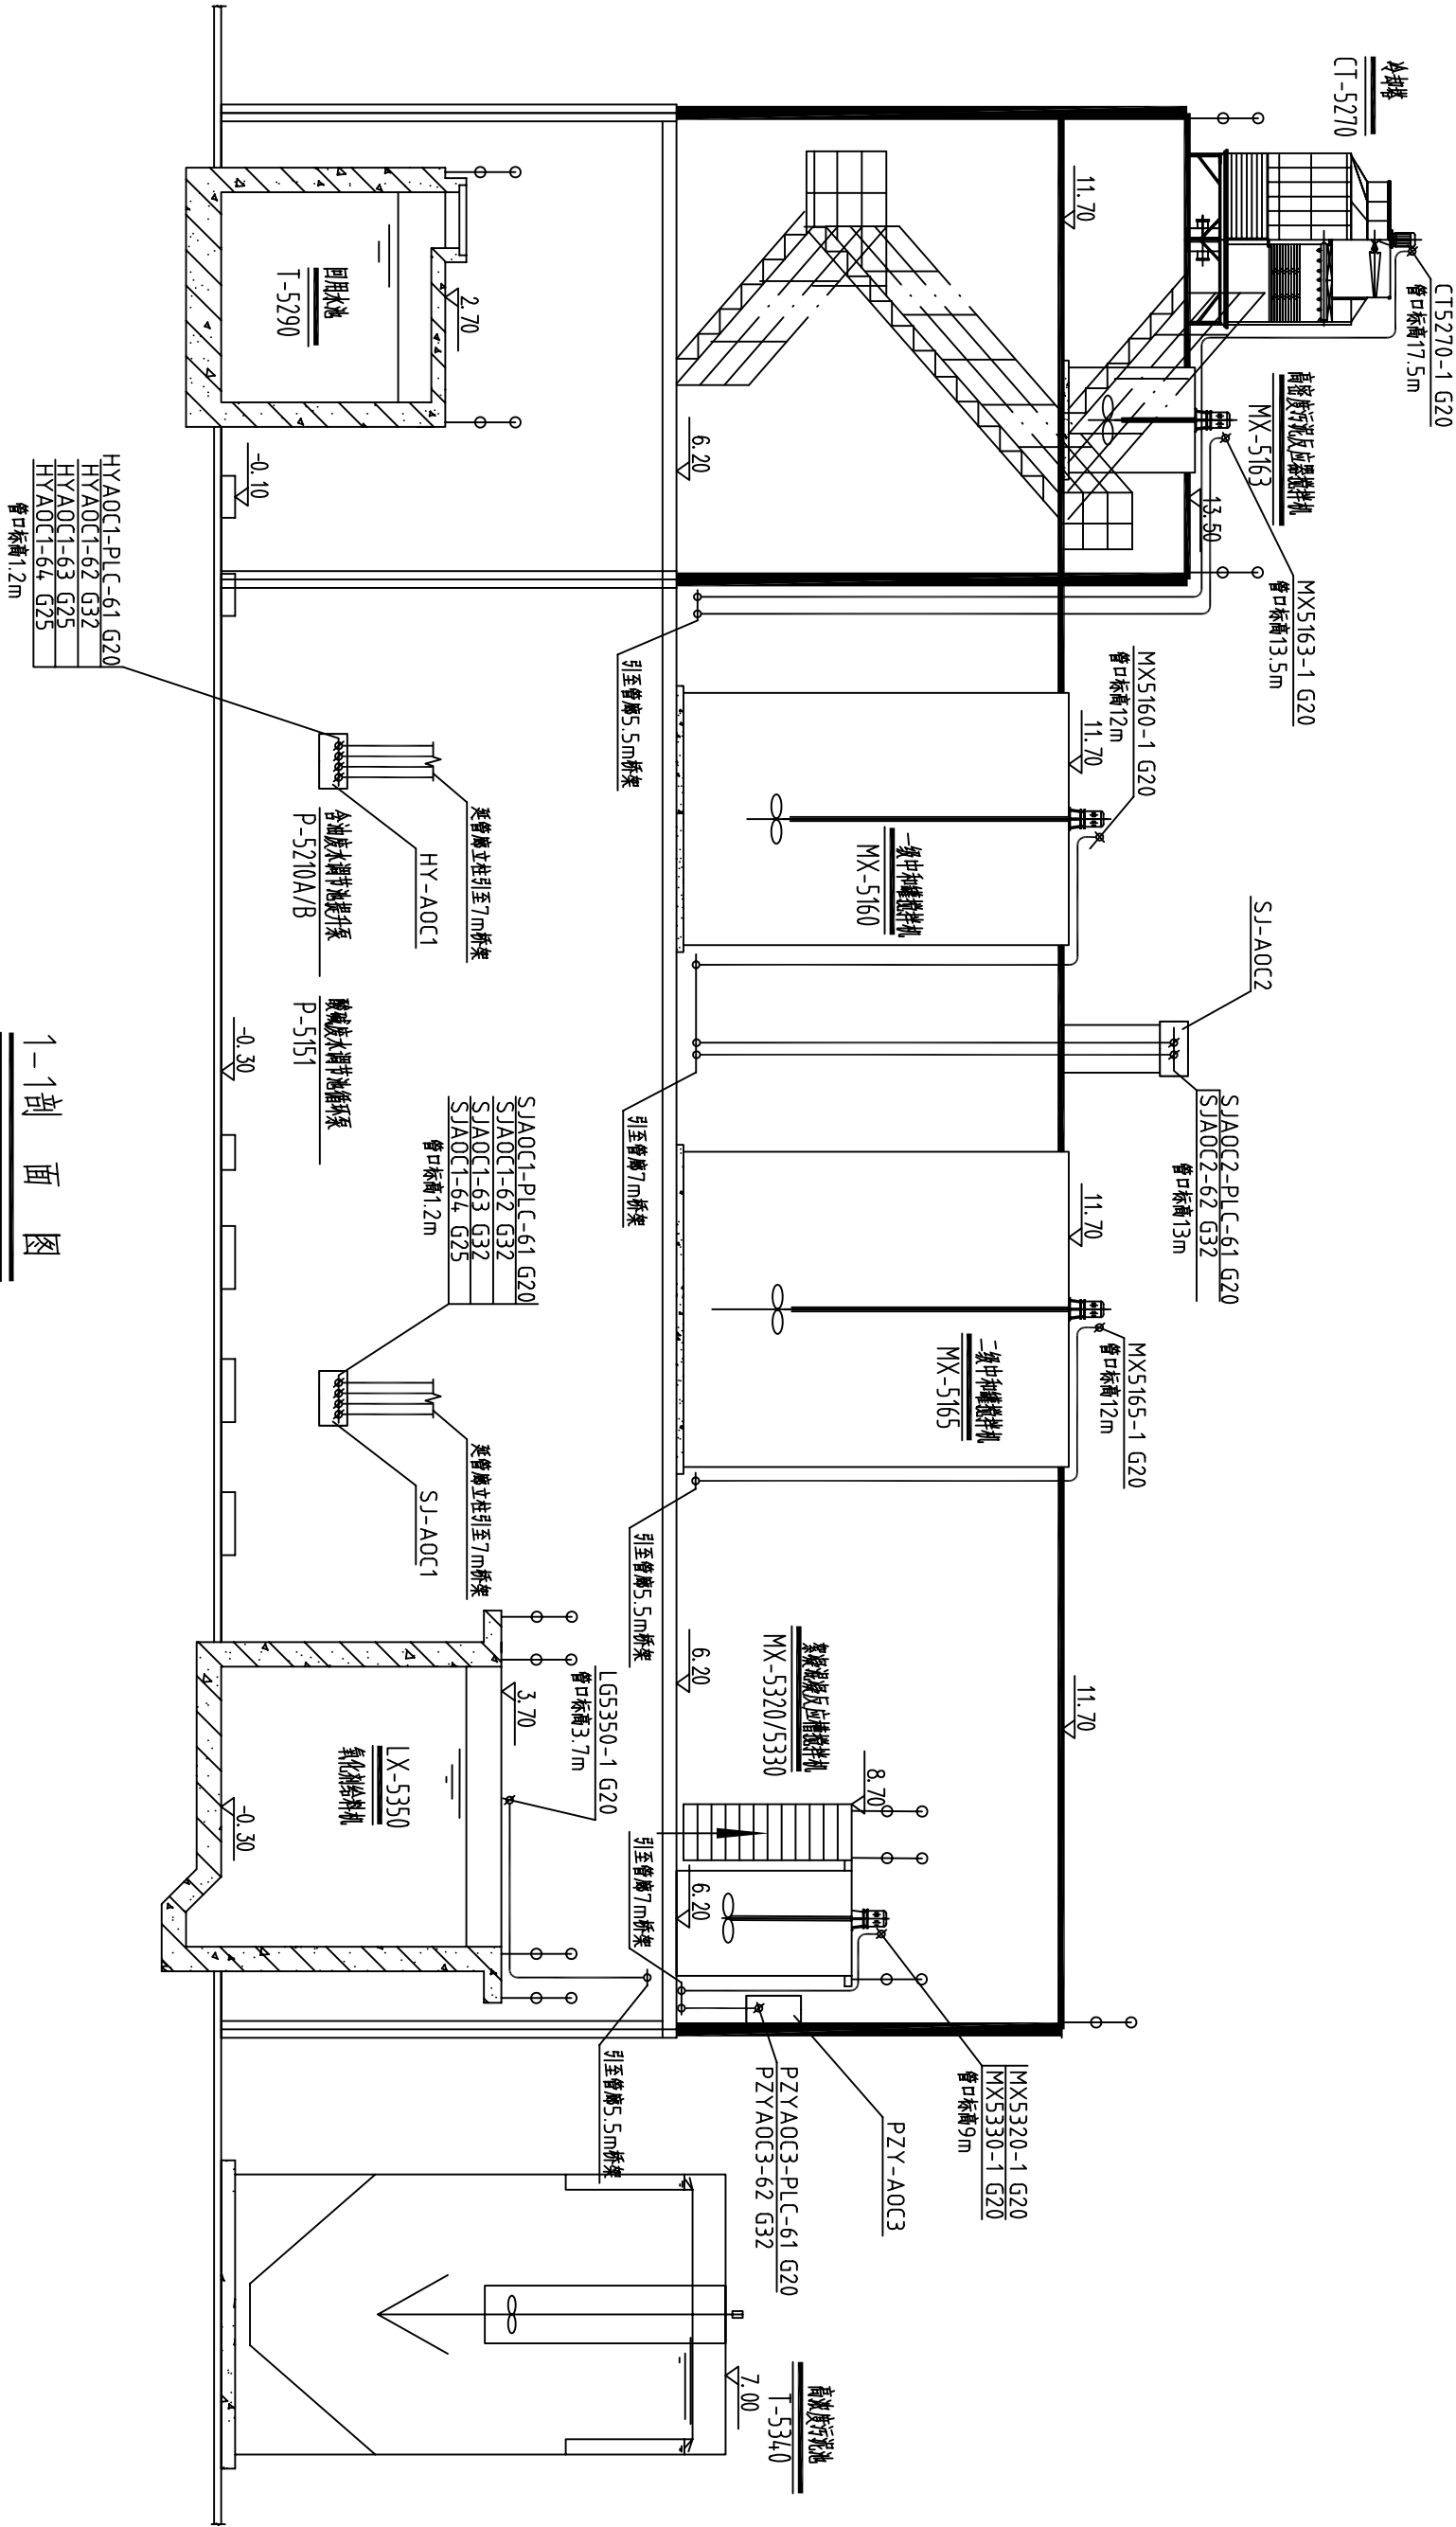 冷却塔
CT-5270
CT5270-1 G20
管口标高17.5m
11.70
高密度污泥反应器搅拌机
MX-5163
13.50
MX5163-1 G20
管口标高13.5m
回用水池
T-5290
2.70
6.20
-0.10
HYAOC1-PLC-61 G20
HYAOC1-62 G32
HYAOC1-63 G25
HYAOC1-64 G25
管口标高1.2m
引至管廊5.5m桥架
MX5160-1 G20
管口标高12m
11.70
一级中和罐搅拌机
MX-5160
延管廊立柱引至7m桥架
HY-AOC1
含油废水调节池提升泵
P-5210A/B
SJ-AOC2
SJAOC2-PLC-61 G20
SJAOC2-62 G32
管口标高13m
酸碱废水调节池循环泵
P-5151
-0.30
引至管廊7m桥架
SJAOC1-PLC-61 G20
SJAOC1-62 G32
SJAOC1-63 G32
SJAOC1-64 G25
管口标高1.2m
11.70
MX5165-1 G20
管口标高12m
二级中和罐搅拌机
MX-5165
延管廊立柱引至7m桥架
SJ-AOC1
引至管廊5.5m桥架
6.20
11.70
絮凝混凝反应槽搅拌机
MX-5320/5330
8.70
6.20
LG5350-1 G20
管口标高3.7m
3.70
LX-5350
氧化剂给料机
-0.30
引至管廊7m桥架
MX5320-1 G20
MX5330-1 G20
管口标高9m
PZY-AOC3
PZYAOC3-PLC-61 G20
PZYAOC3-62 G32
引至管廊5.5m桥架
高浓度污泥池
T-5340
7.00
1-1剖 面 图